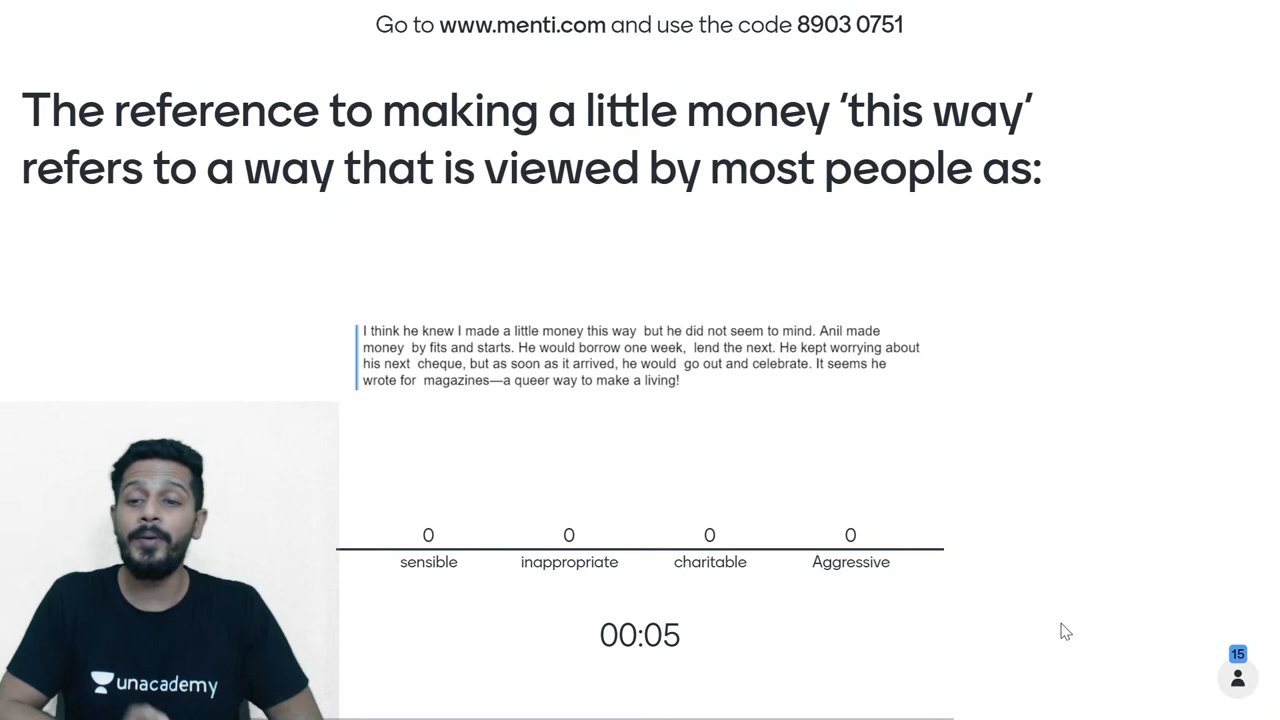 Go to www.menti.com and use the code 8903 0751
The reference to making a little money ‘this way’
refers to a way that is viewed by most people as:
I think he knew I made a little money this way but he did not seem to mind. Anil made
money by fits and starts. He would borrow one week, lend the next. He kept worrying about
his next cheque, but as soon as it arrived, he would go out and celebrate. It seems he
wrote for magazines—a queer way to make a living!
0 0 0 0
sensible inappropriate charitable Aggressive
00:05
unacademy
15